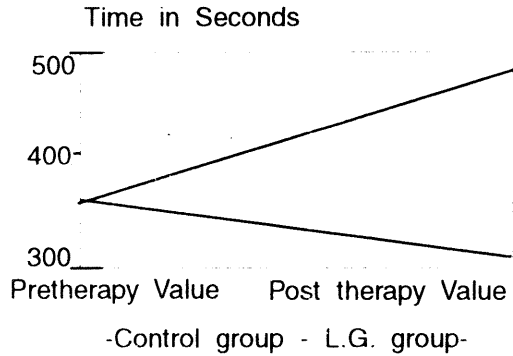 Time in Seconds
500
400
300
Pretherapy Value Post therapy Value
-Control group - L.G. group-